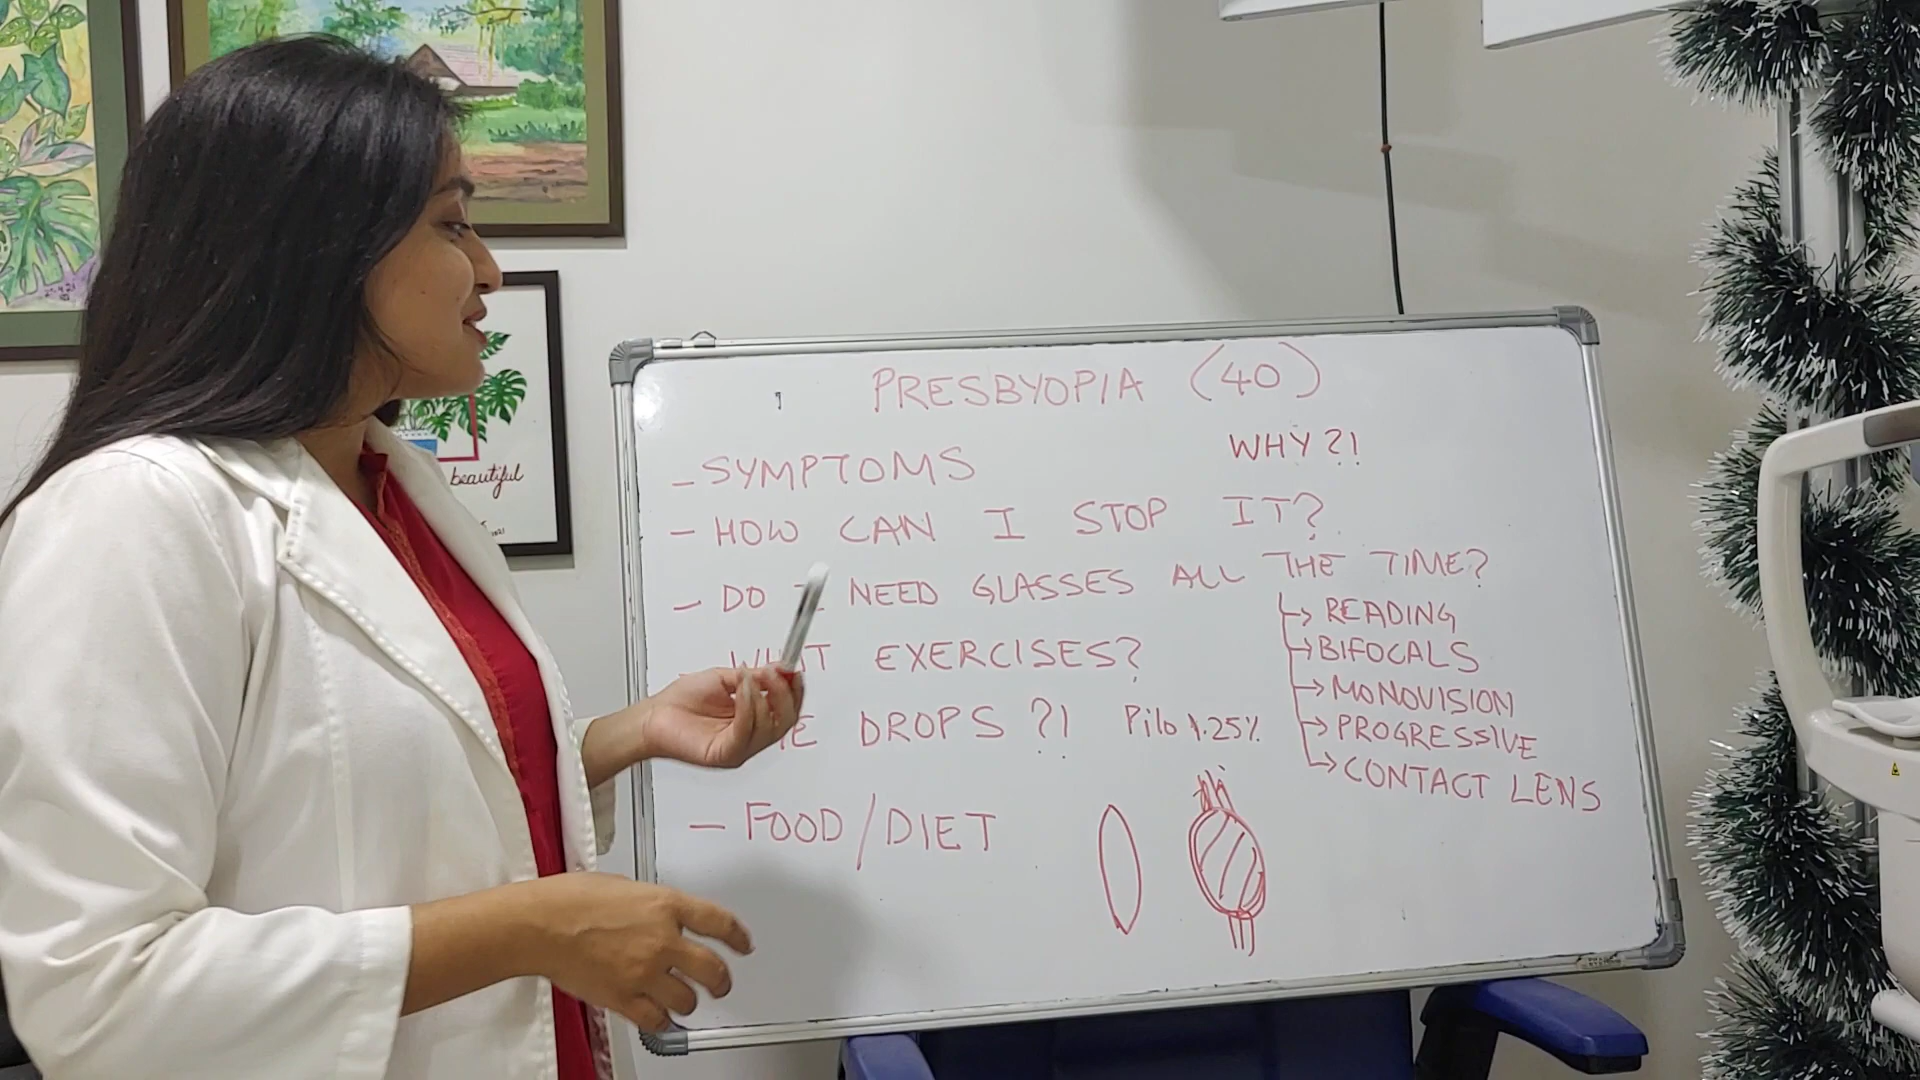 PRESBYOPIA (40)
WHY?!
- SYMPTOMS
- HOW CAN I STOP IT?
- DO I NEED GLASSES ALL THE TIME?
→ READING
→ BIFOCALS
→ MONOVISION
→ PROGRESSIVE
→ CONTACT LENS
- WHAT EXERCISES?
DROPS ?! Pilo 1.25%
- FOOD/DIET
beautiful